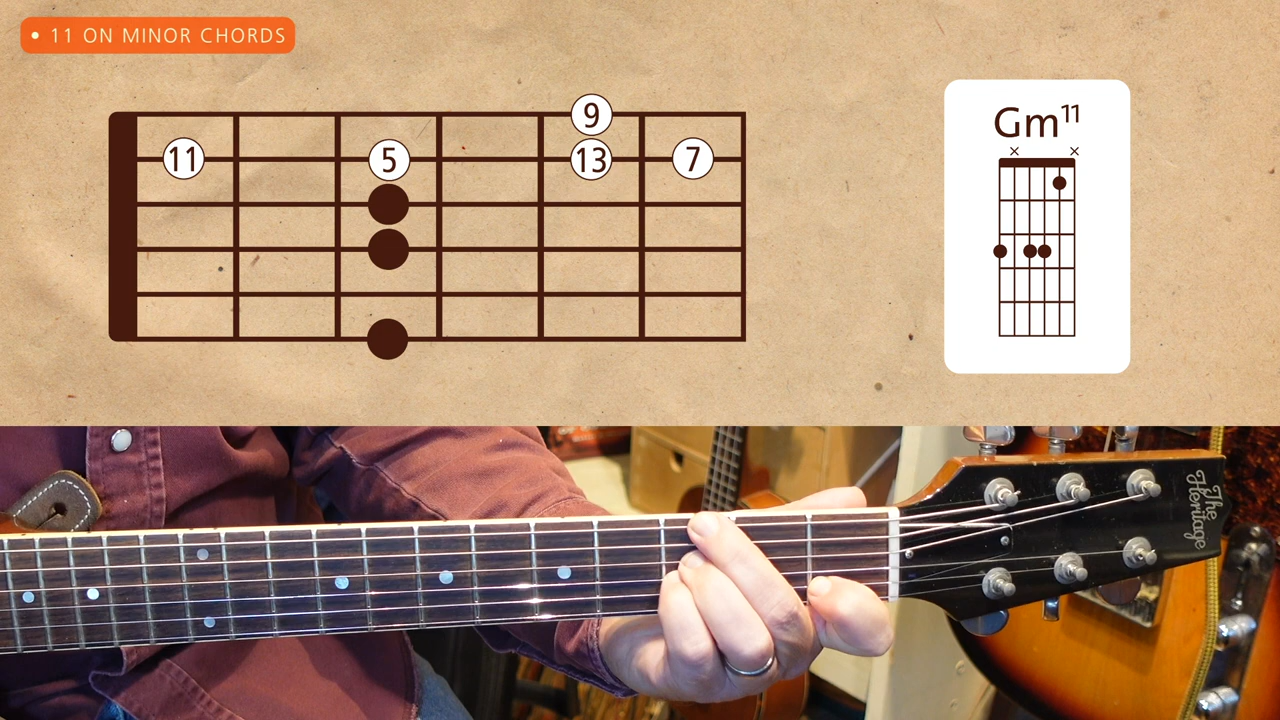 • 11 ON MINOR CHORDS
9
11 5 13 7
Gm11
× ×
The
Heritage